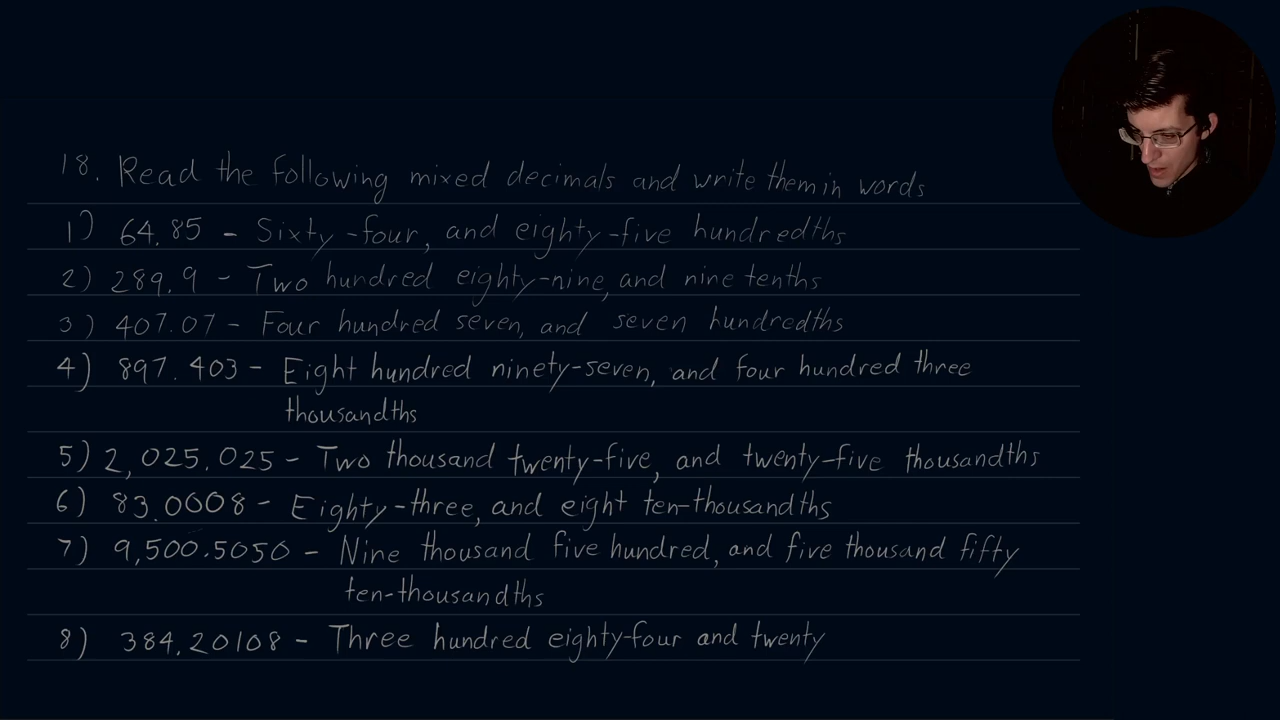 18. Read the following mixed decimals and write them in words
1) 64.85 - Sixty-four, and eighty-five hundredths
2) 289.9 - Two hundred eighty-nine, and nine tenths
3) 407.07 - Four hundred seven, and seven hundredths
4) 897.403 - Eight hundred ninety-seven, and four hundred three
thousandths
5) 2,025.025 - Two thousand twenty-five, and twenty-five thousandths
6) 83.0008 - Eighty-three, and eight ten-thousandths
7) 9,500.5050 - Nine thousand five hundred, and five thousand fifty
ten-thousandths
8) 384.20108 - Three hundred eighty-four and twenty